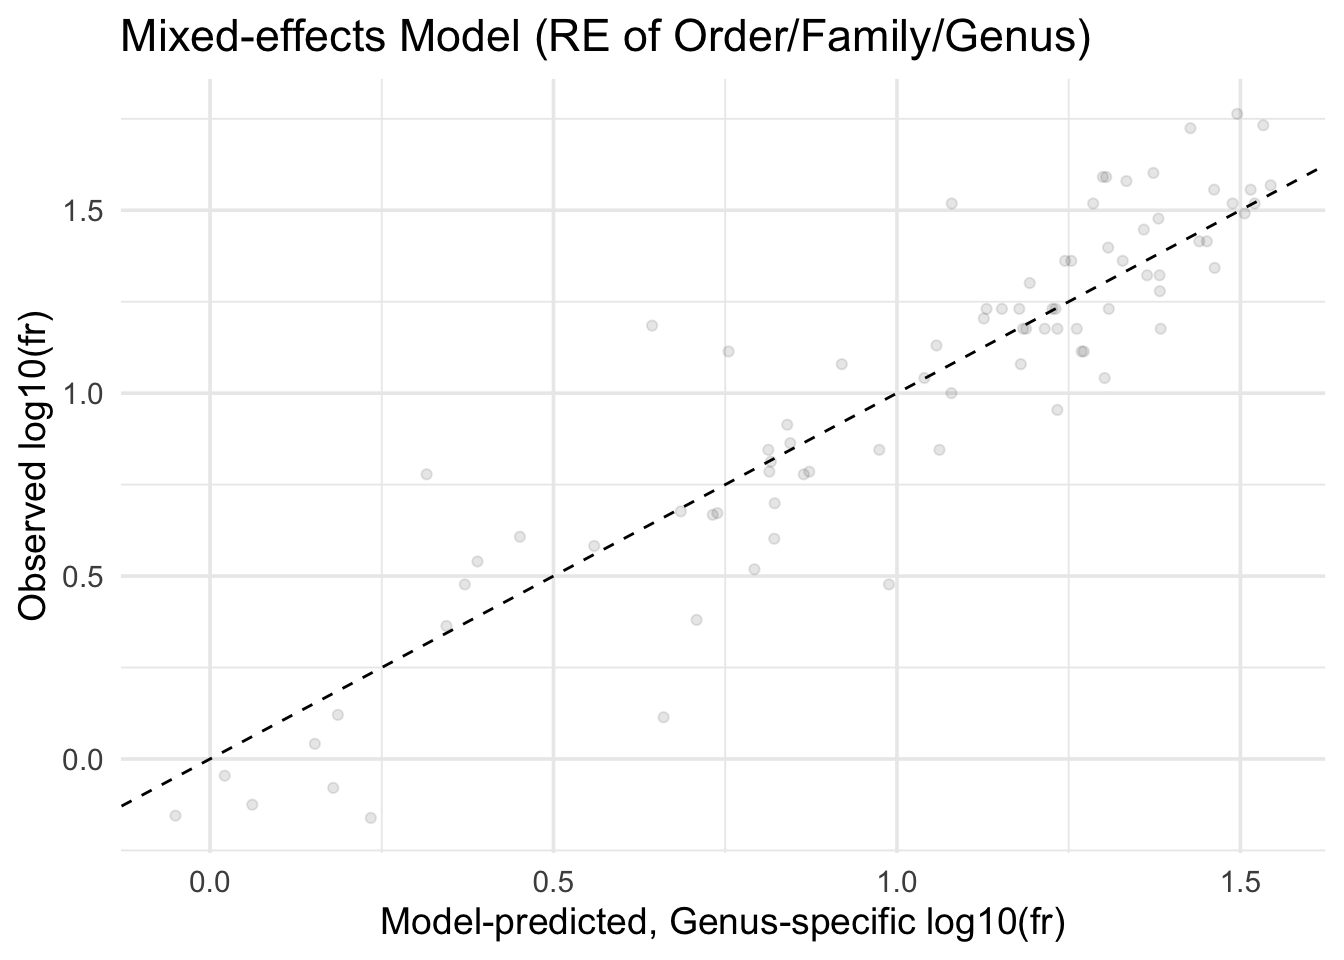 Mixed-effects Model (RE of Order/Family/Genus)
Observed log10(fr)
1.5
1.0
0.5
0.0
0.0 0.5 1.0 1.5
Model-predicted, Genus-specific log10(fr)